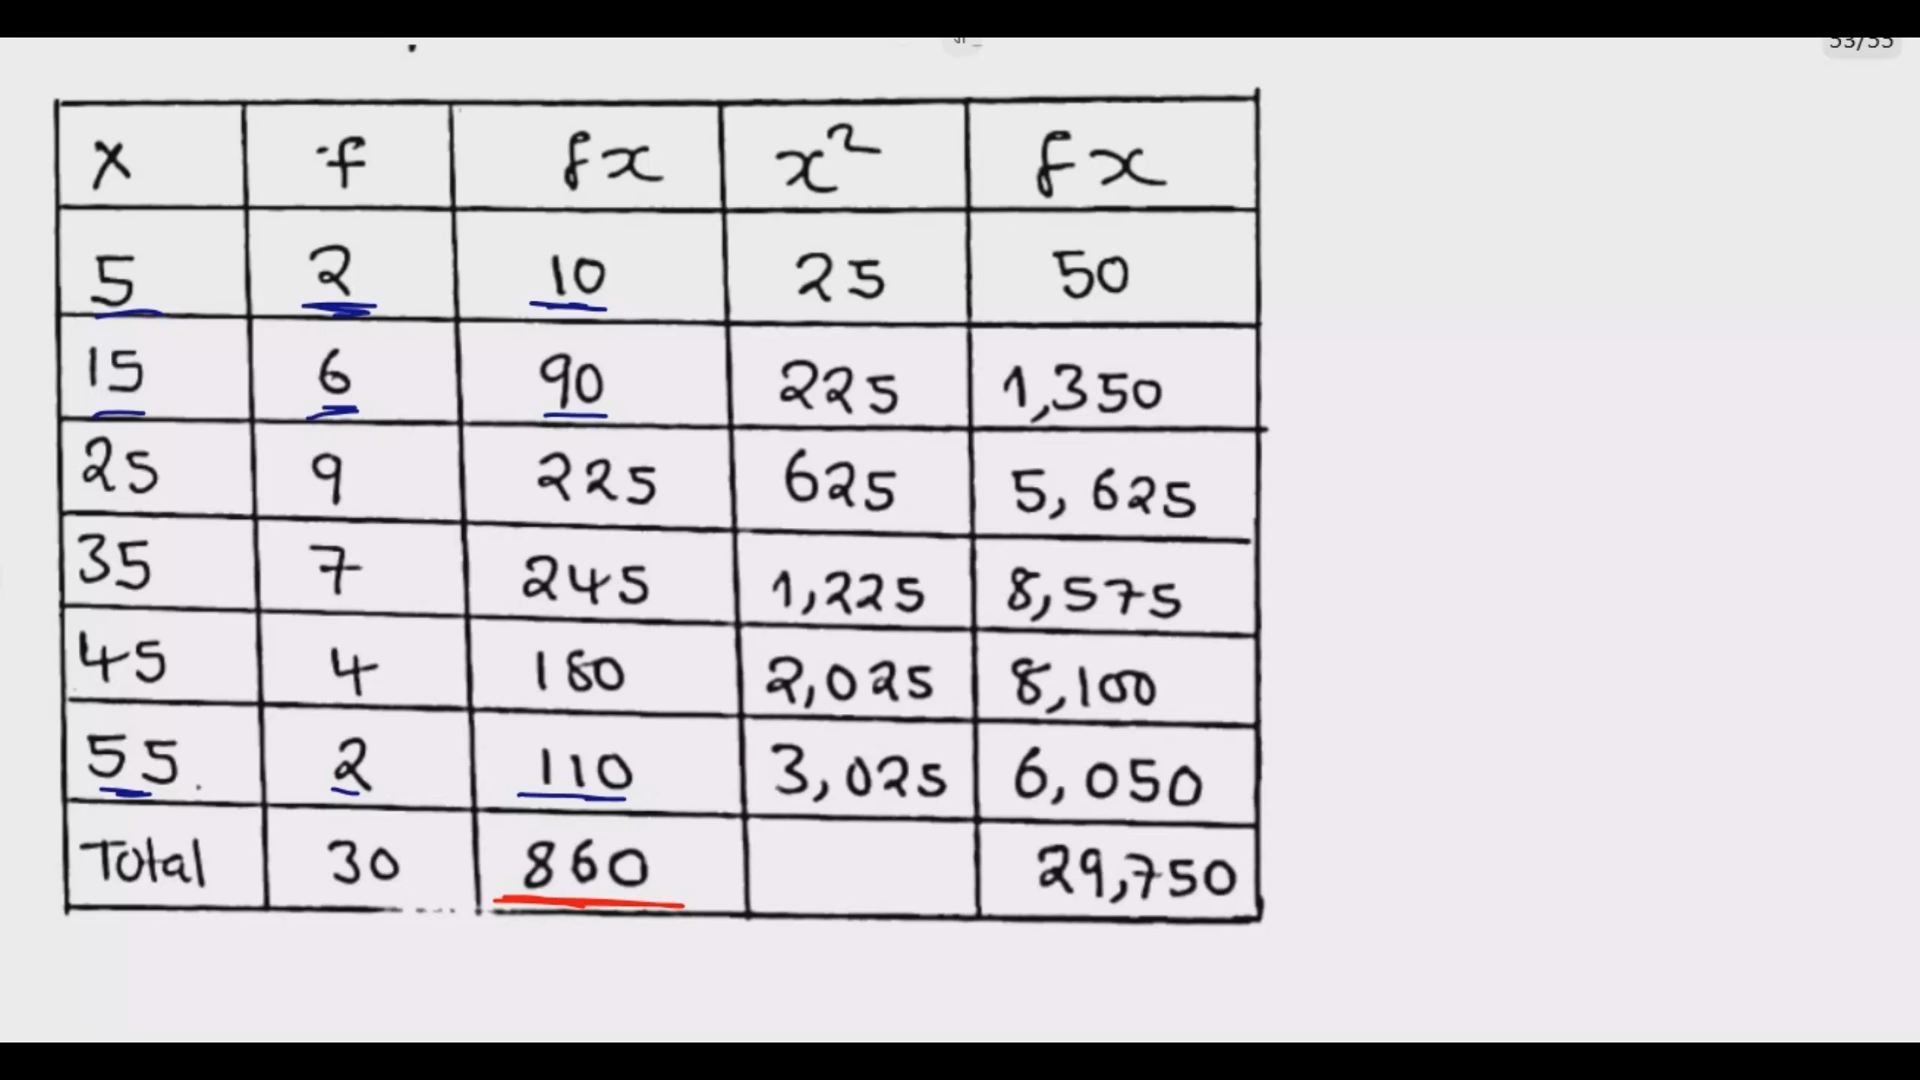 53/55
x f fx x² fx
5 2 10 25 50
15 6 90 225 1,350
25 9 225 625 5,625
35 7 245 1,225 8,575
45 4 180 2,025 8,100
55 2 110 3,025 6,050
Total 30 860 29,750